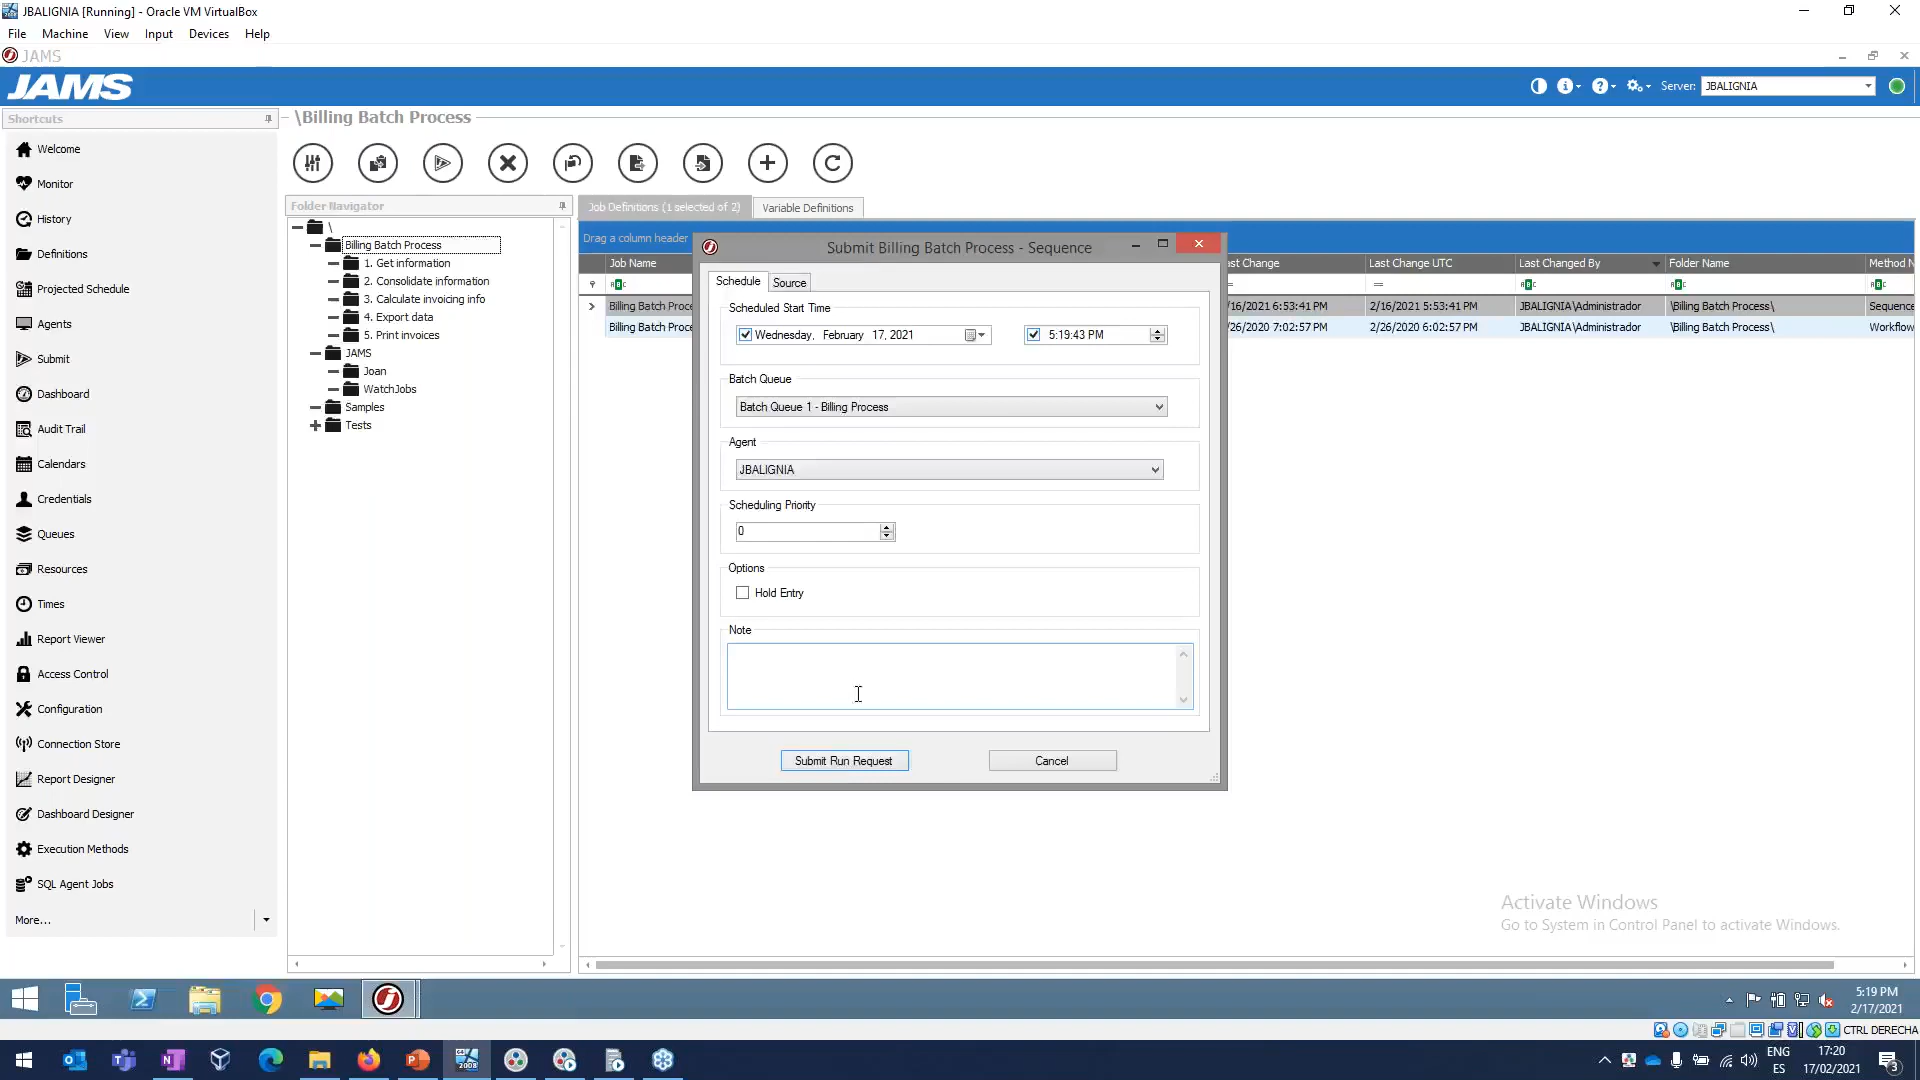 JBALIGNIA [Running] - Oracle VM VirtualBox
File Machine View Input Devices Help
JAMS
JAMS
Server: JBALIGNIA
Shortcuts
Welcome
Monitor
History
Definitions
Projected Schedule
Agents
Submit
Dashboard
Audit Trail
Calendars
Credentials
Queues
Resources
Times
Report Viewer
Access Control
Configuration
Connection Store
Report Designer
Dashboard Designer
Execution Methods
SQL Agent Jobs
More...
\Billing Batch Process
Folder Navigator
\
Billing Batch Process
1. Get information
2. Consolidate information
3. Calculate invoicing info
4. Export data
5. Print invoices
JAMS
Joan
WatchJobs
Samples
Tests
Job Definitions (1 selected of 2) Variable Definitions
Drag a column header
Job Name
Last Change UTC Last Changed By Folder Name
Billing Batch Proce
/16/2021 6:53:41 PM 2/16/2021 5:53:41 PM JBALIGNIA\Administrador \Billing Batch Process\ Sequence
Billing Batch Proce
/26/2020 7:02:57 PM 2/26/2020 6:02:57 PM JBALIGNIA\Administrador \Billing Batch Process\ Workflow
Submit Billing Batch Process - Sequence
Schedule Source
Scheduled Start Time
Wednesday, February 17, 2021 5:19:43 PM
Batch Queue
Batch Queue 1 - Billing Process
Agent
JBALIGNIA
Scheduling Priority
0
Options
Hold Entry
Note
Submit Run Request Cancel
Activate Windows
Go to System in Control Panel to activate Windows.
5:19 PM
2/17/2021
CTRL DERECHA
ENG
ES
17:20
17/02/2021
3